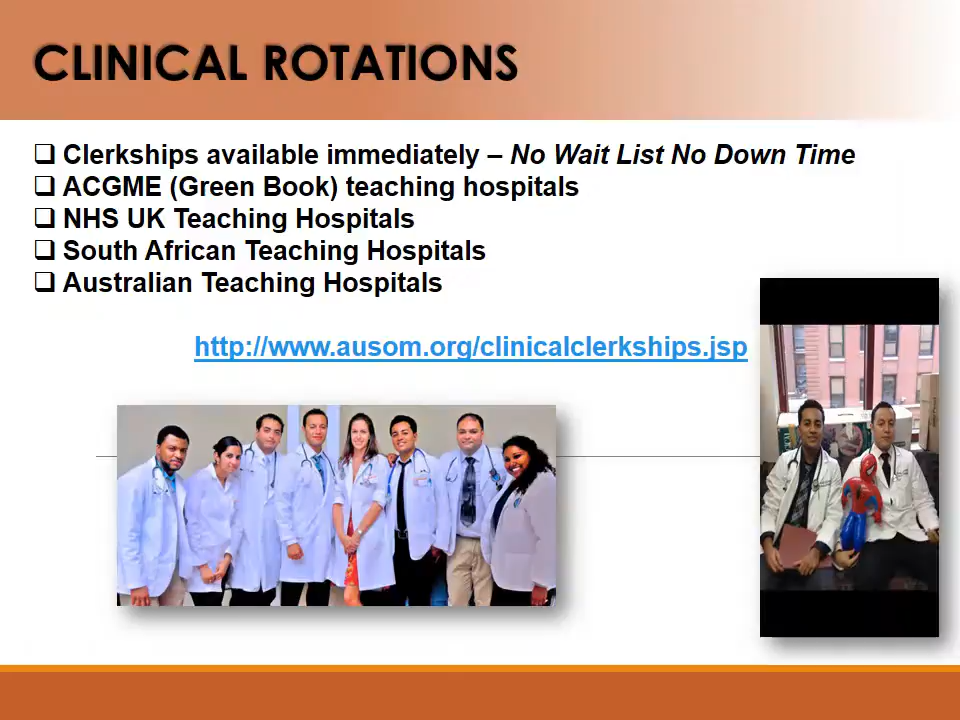 CLINICAL ROTATIONS
❑ Clerkships available immediately – No Wait List No Down Time
❑ ACGME (Green Book) teaching hospitals
❑ NHS UK Teaching Hospitals
❑ South African Teaching Hospitals
❑ Australian Teaching Hospitals
http://www.ausom.org/clinicalclerkships.jsp